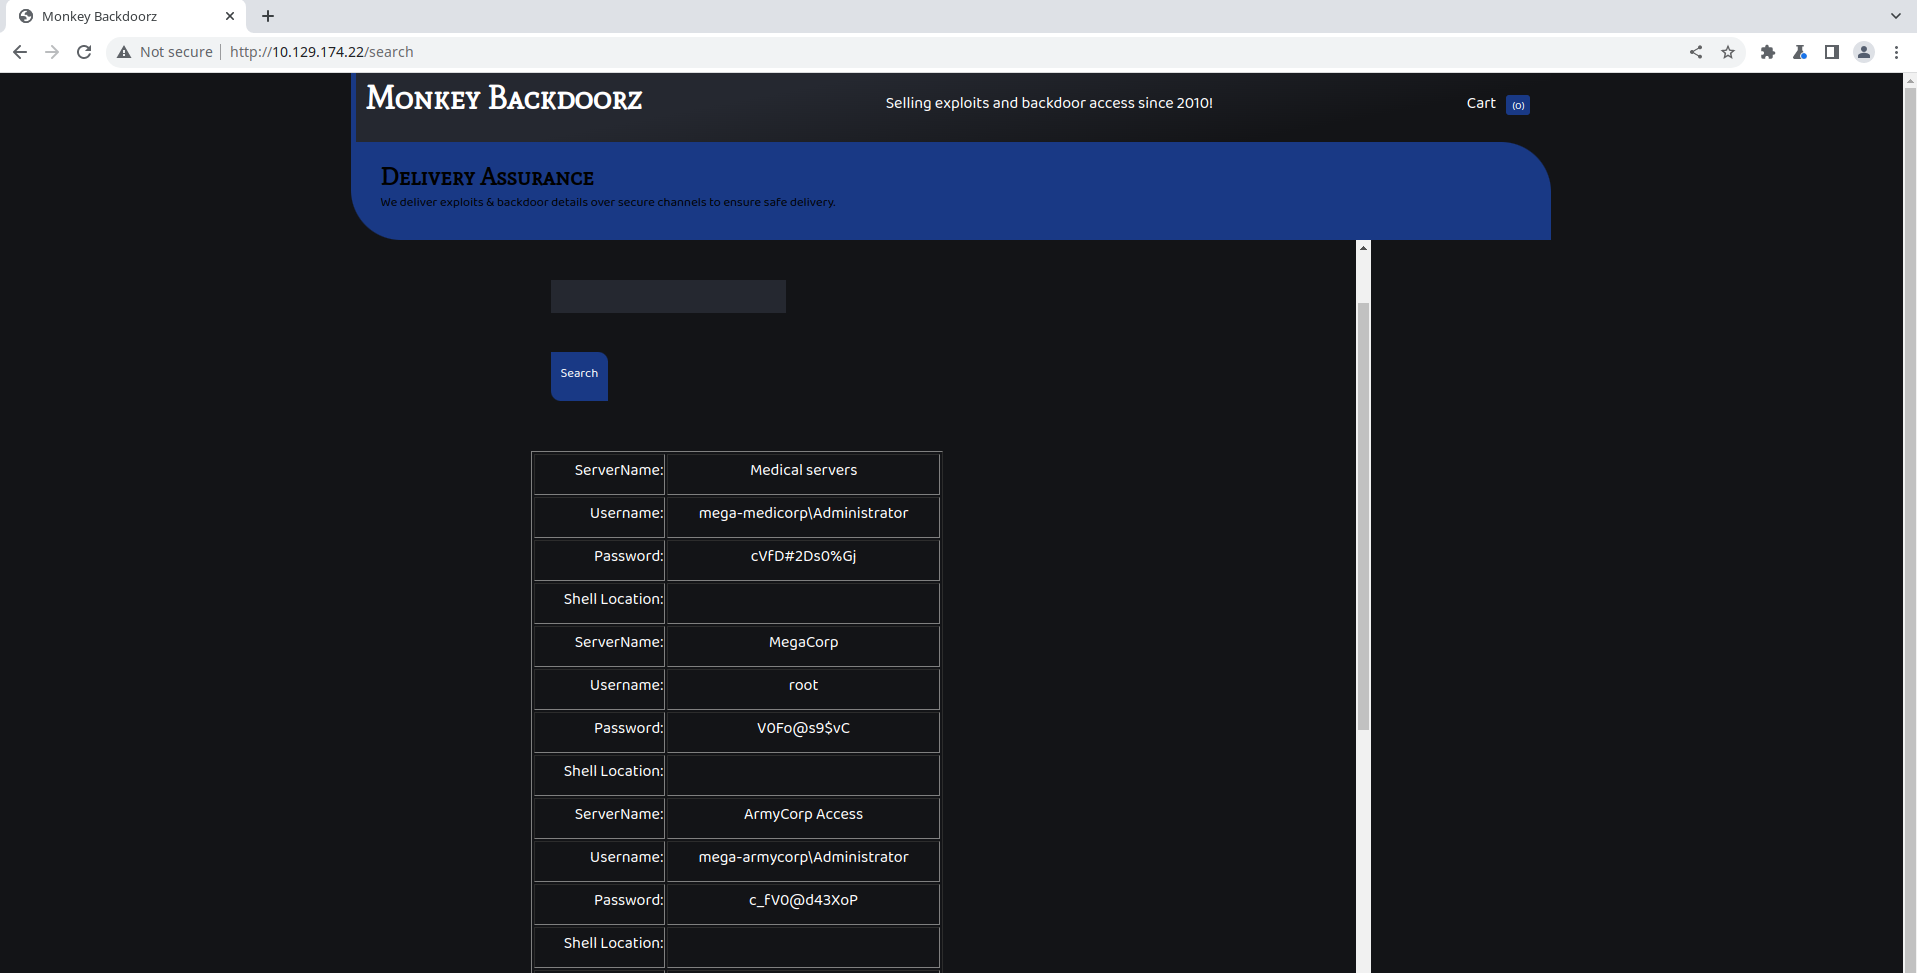 Monkey Backdoorz
Not secure http://10.129.174.22/search
Monkey Backdoorz
Selling exploits and backdoor access since 2010!
Cart (0)
Delivery Assurance
We deliver exploits & backdoor details over secure channels to ensure safe delivery.
Search
ServerName: Medical servers
Username: mega-medicorp\Administrator
Password: cVfD#2Ds0%Gj
Shell Location:
ServerName: MegaCorp
Username: root
Password: V0Fo@s9$vC
Shell Location:
ServerName: ArmyCorp Access
Username: mega-armycorp\Administrator
Password: c_fV0@d43XoP
Shell Location: